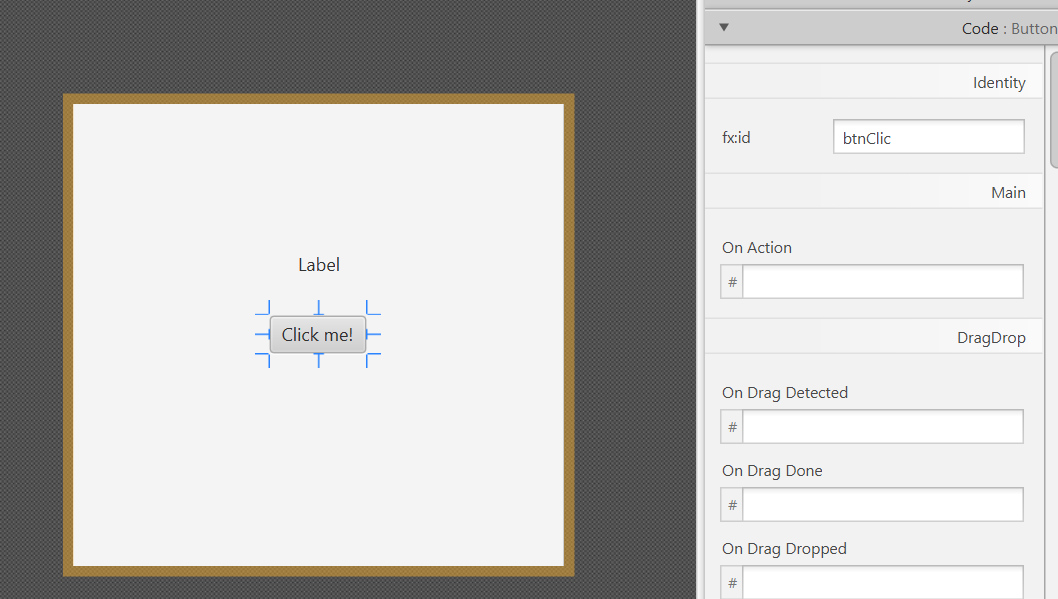 Code : Button
Identity
fx:id
btnClic
Main
On Action
#
DragDrop
On Drag Detected
#
On Drag Done
#
On Drag Dropped
#
Label
Click me!